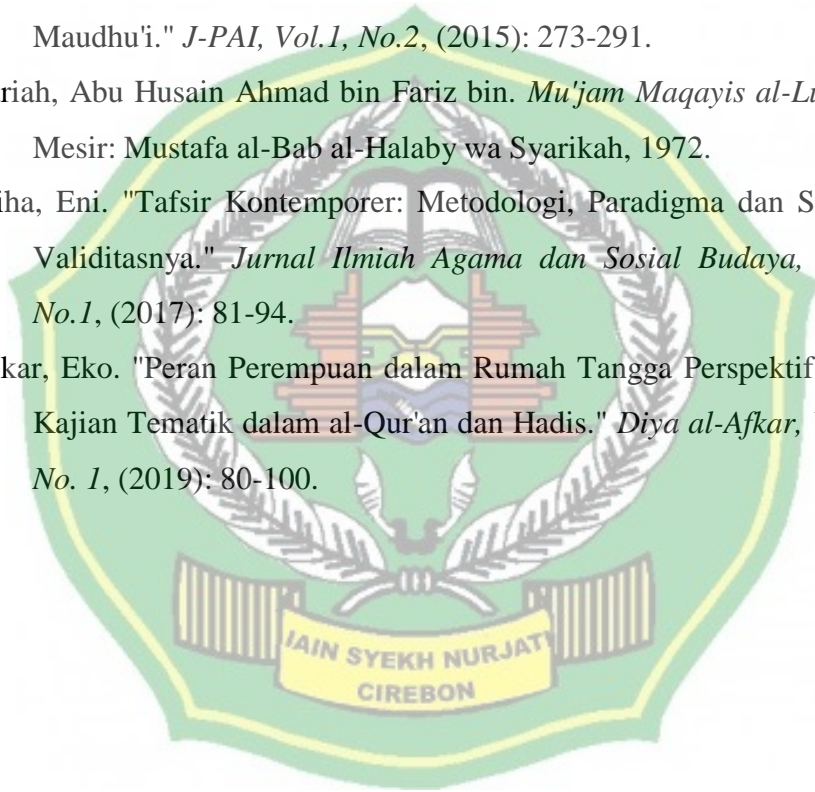 Maudhu'i." J-PAI, Vol.1, No.2, (2015): 273-291.
riah, Abu Husain Ahmad bin Fariz bin. Mu'jam Maqayis al-Lu
Mesir: Mustafa al-Bab al-Halaby wa Syarikah, 1972.
iha, Eni. "Tafsir Kontemporer: Metodologi, Paradigma dan S
Validitasnya." Jurnal Ilmiah Agama dan Sosial Budaya,
No.1, (2017): 81-94.
kar, Eko. "Peran Perempuan dalam Rumah Tangga Perspektif
Kajian Tematik dalam al-Qur'an dan Hadis." Diya al-Afkar,
No. 1, (2019): 80-100.
IAIN SYEKH NURJATI
CIREBON